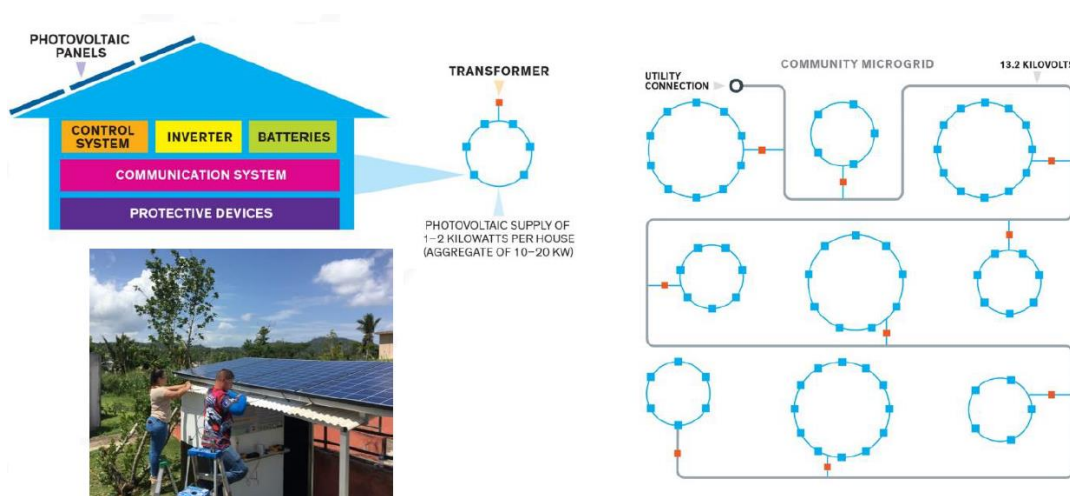 PHOTOVOLTAIC
PANELS
CONTROL
SYSTEM
INVERTER
BATTERIES
COMMUNICATION SYSTEM
PROTECTIVE DEVICES
TRANSFORMER
PHOTOVOLTAIC SUPPLY OF
1–2 KILOWATTS PER HOUSE
(AGGREGATE OF 10–20 KW)
COMMUNITY MICROGRID
13.2 KILOVOLTS
UTILITY
CONNECTION